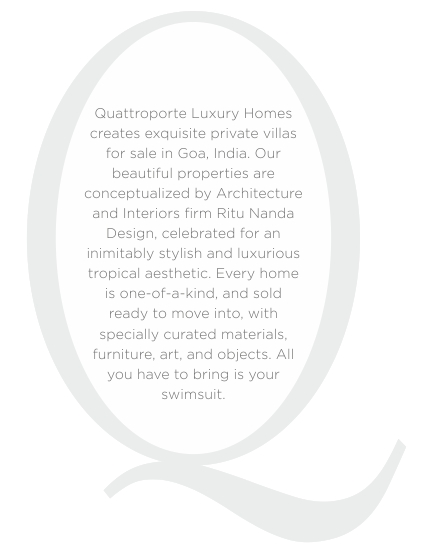 Quattroporte Luxury Homes
creates exquisite private villas
for sale in Goa, India. Our
beautiful properties are
conceptualized by Architecture
and Interiors firm Ritu Nanda
Design, celebrated for an
inimitably stylish and luxurious
tropical aesthetic. Every home
is one-of-a-kind, and sold
ready to move into, with
specially curated materials,
furniture, art, and objects. All
you have to bring is your
swimsuit.
Q